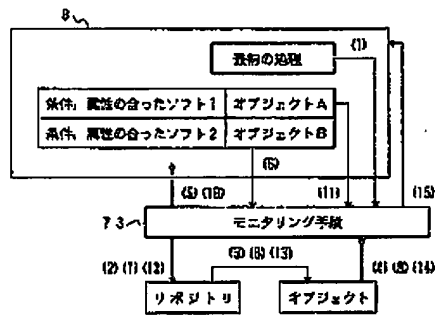 8
最初の処理
(1)
条件、属性の合ったソフト1 オブジェクトA
条件、属性の合ったソフト2 オブジェクトB
(6)
(5) (10)
(11)
(15)
73
モニタリング手段
(2) (7) (12)
(3) (8) (13)
(4) (9) (14)
リポジトリ
オブジェクト